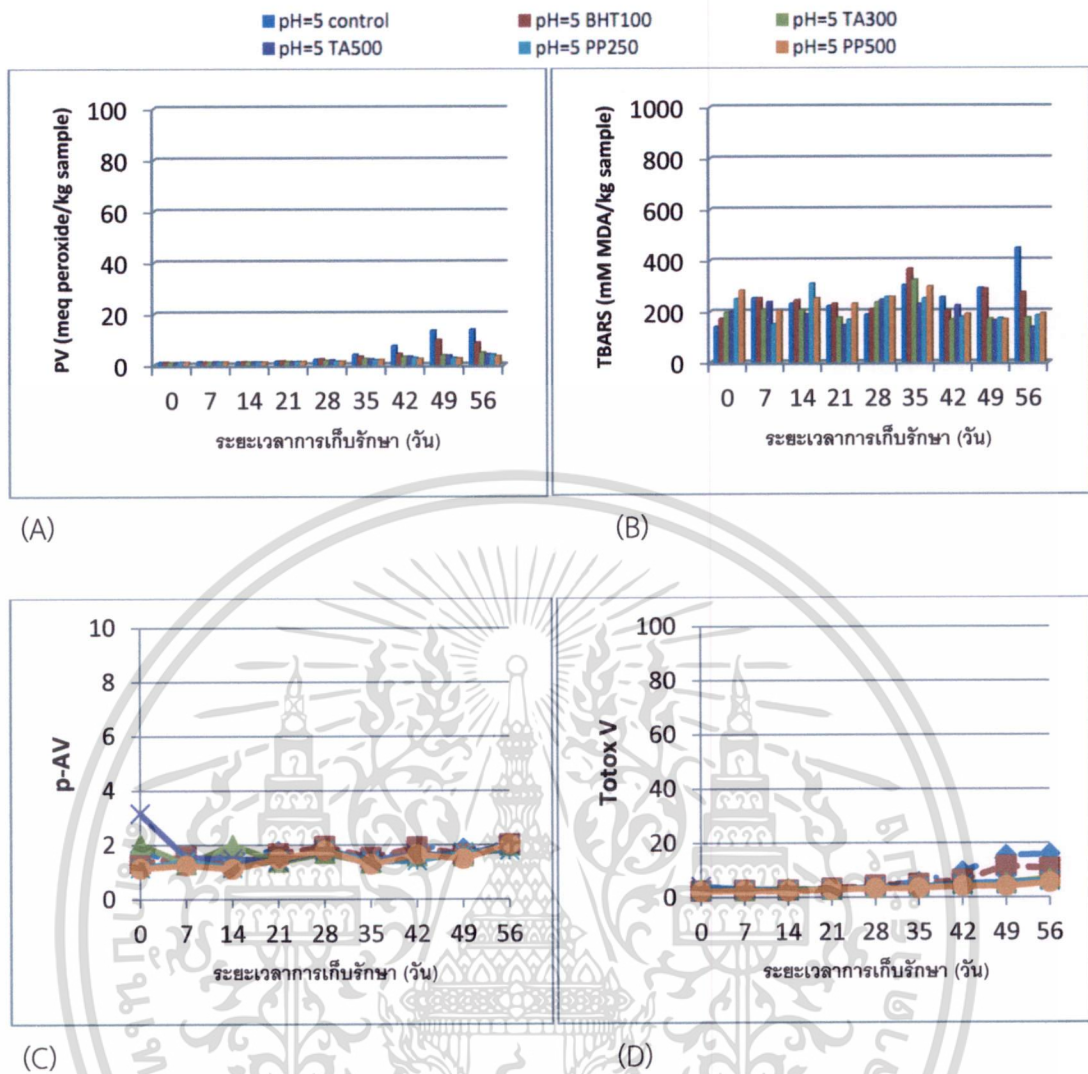 pH=5 control pH=5 BHT100 pH=5 TA300
pH=5 TA500 pH=5 PP250 pH=5 PP500
PV (meq peroxide/kg sample)
100
80
60
40
20
0
0 7 14 21 28 35 42 49 56
ระยะเวลาการเก็บรักษา (วัน)
(A)
TBARS (mM MDA/kg sample)
1000
800
600
400
200
0
0 7 14 21 28 35 42 49 56
ระยะเวลาการเก็บรักษา (วัน)
(B)
p-AV
10
8
6
4
2
0
0 7 14 21 28 35 42 49 56
ระยะเวลาการเก็บรักษา (วัน)
(C)
Totox V
100
80
60
40
20
0
0 7 14 21 28 35 42 49 56
ระยะเวลาการเก็บรักษา (วัน)
(D)